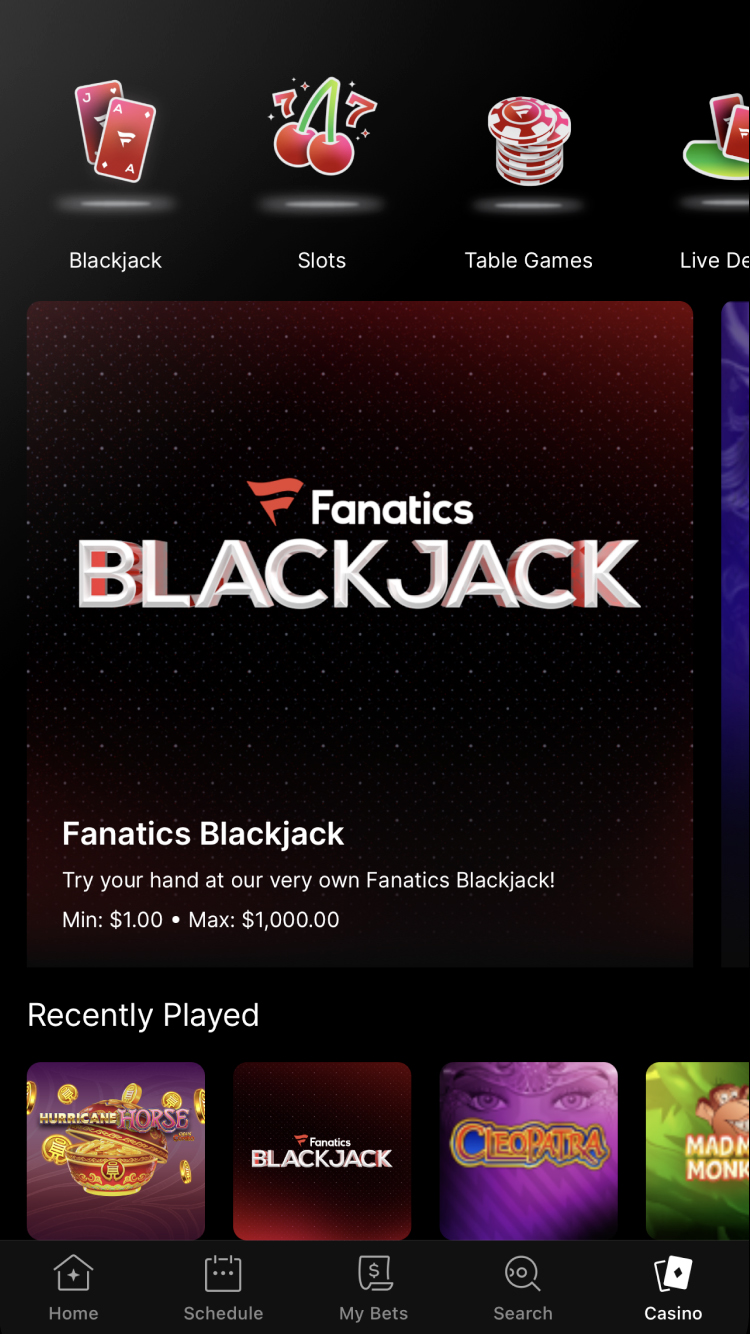 J
A
A
7
7
Blackjack
Slots
Table Games
Live De
Fanatics
BLACKJACK
Fanatics Blackjack
Try your hand at our very own Fanatics Blackjack!
Min: $1.00 • Max: $1,000.00
Recently Played
HURRICANE HORSE
Fanatics
BLACKJACK
CLEOPATRA
MAD M
MONK
Home
Schedule
My Bets
Search
Casino